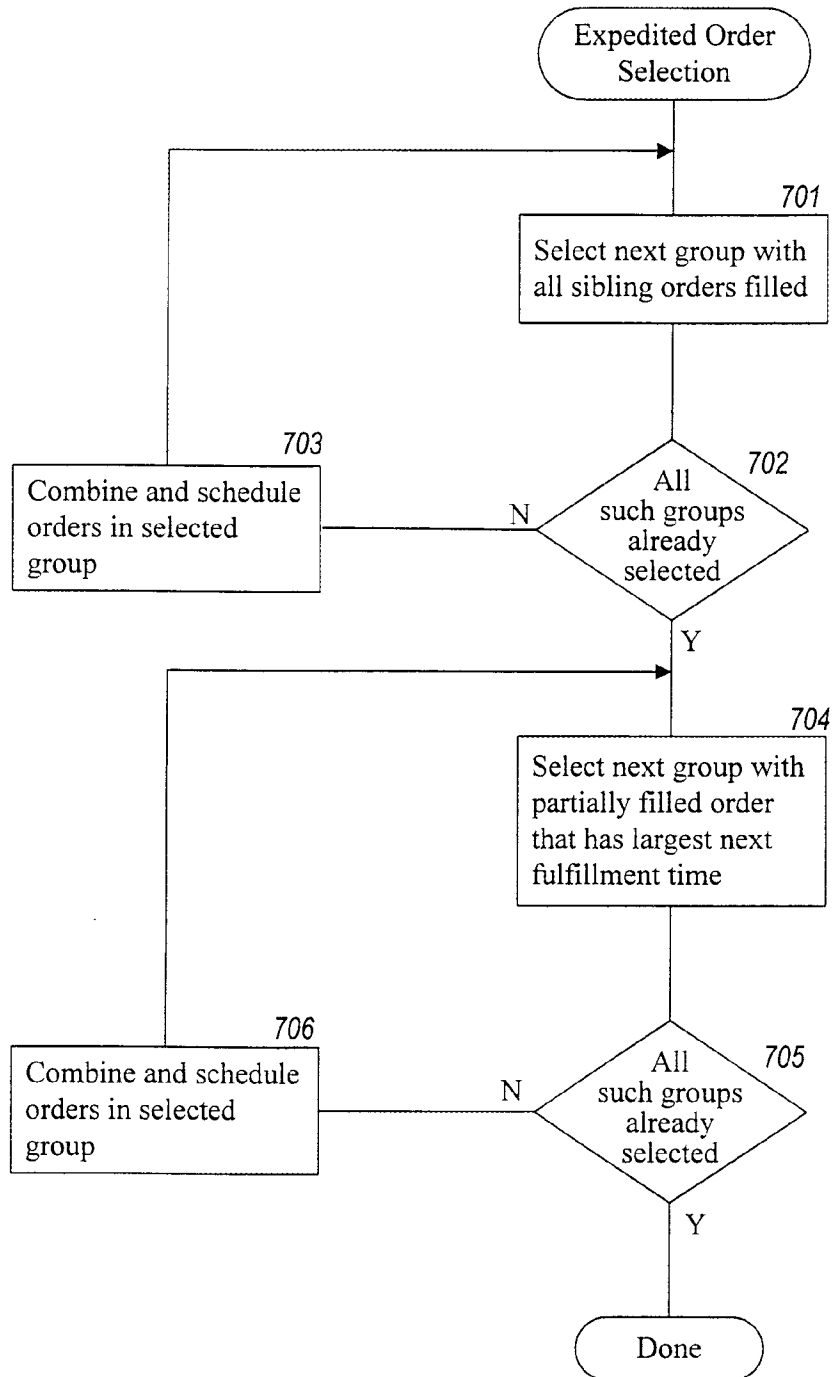 Expedited Order
Selection
701
Select next group with
all sibling orders filled
703
Combine and schedule
orders in selected
group
702
All
such groups
already
selected
N
Y
704
Select next group with
partially filled order
that has largest next
fulfillment time
706
Combine and schedule
orders in selected
group
705
All
such groups
already
selected
N
Y
Done